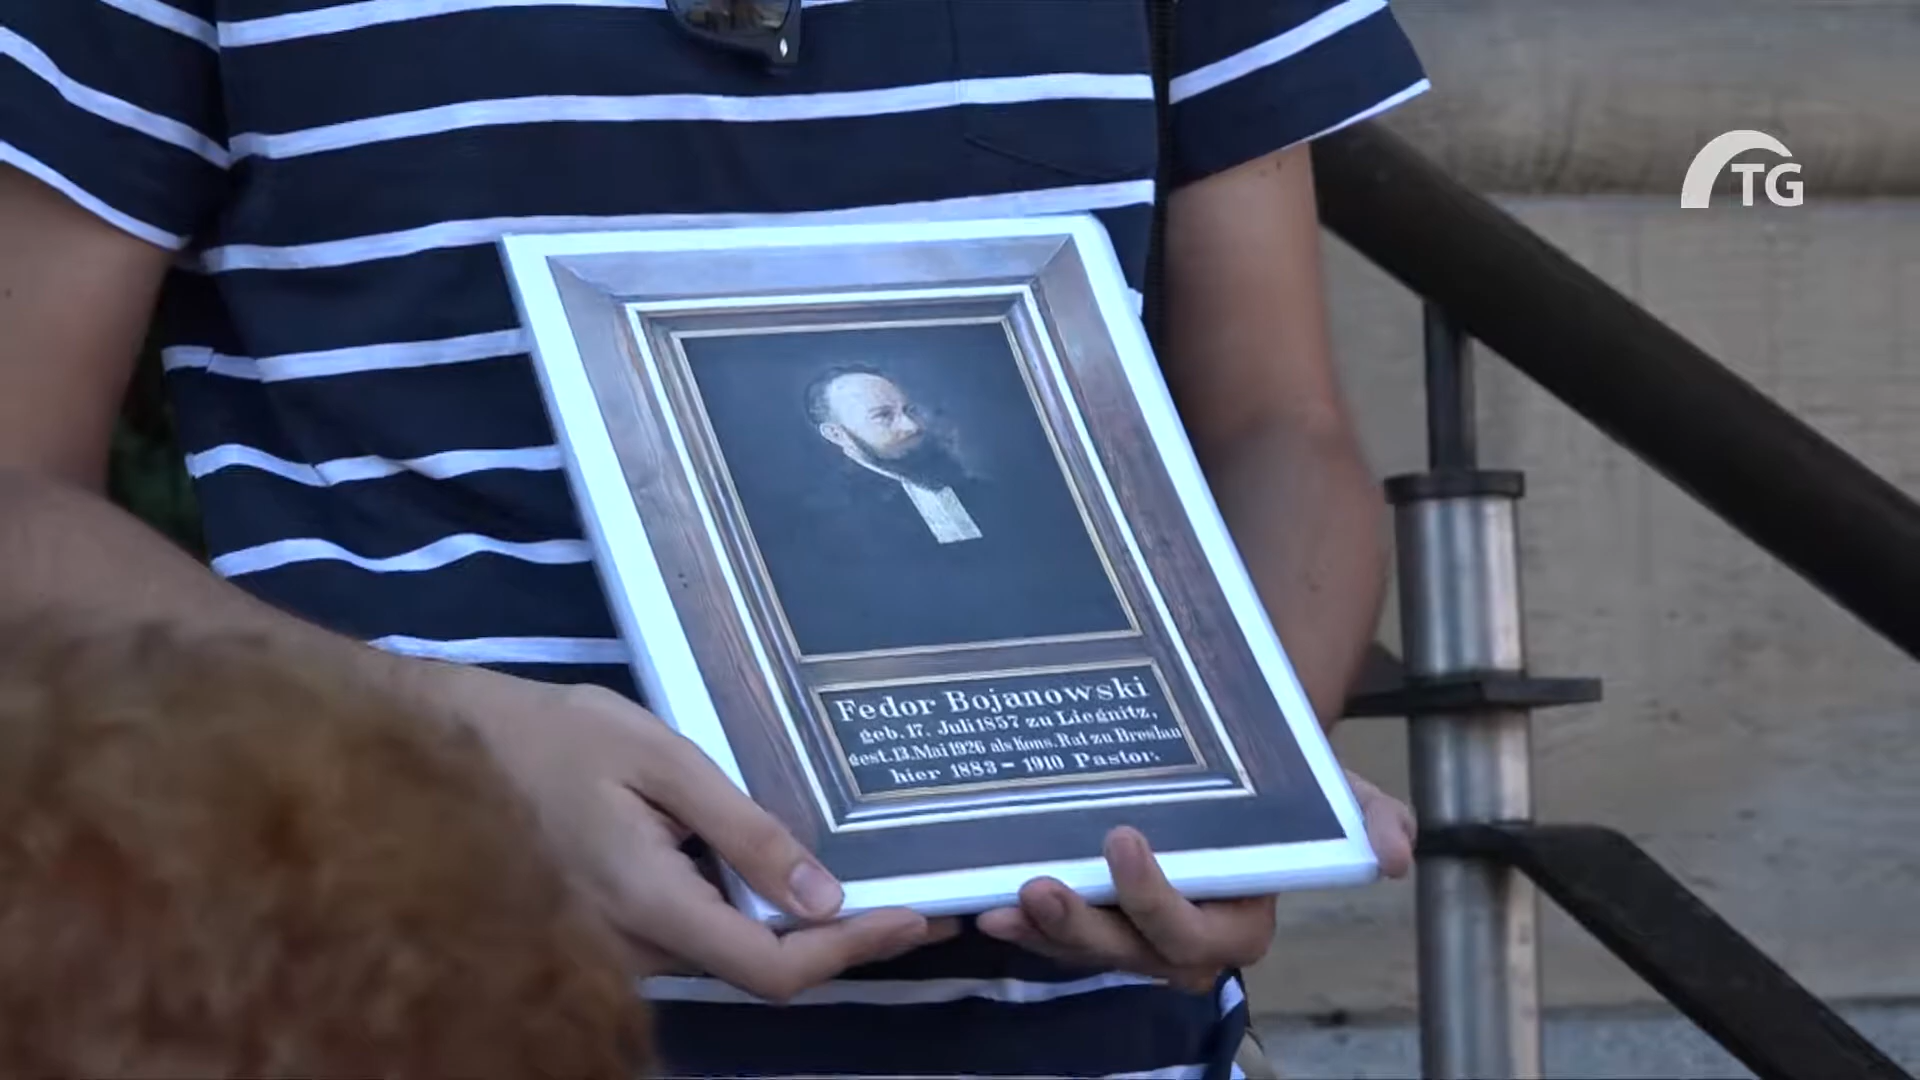 TG
Fedor Bojanowski
geb. 17. Juli 1857 zu Liegnitz,
gest. 13. Mai 1926 als Kons. Rat zu Breslau
hier 1883 – 1910 Pastor.